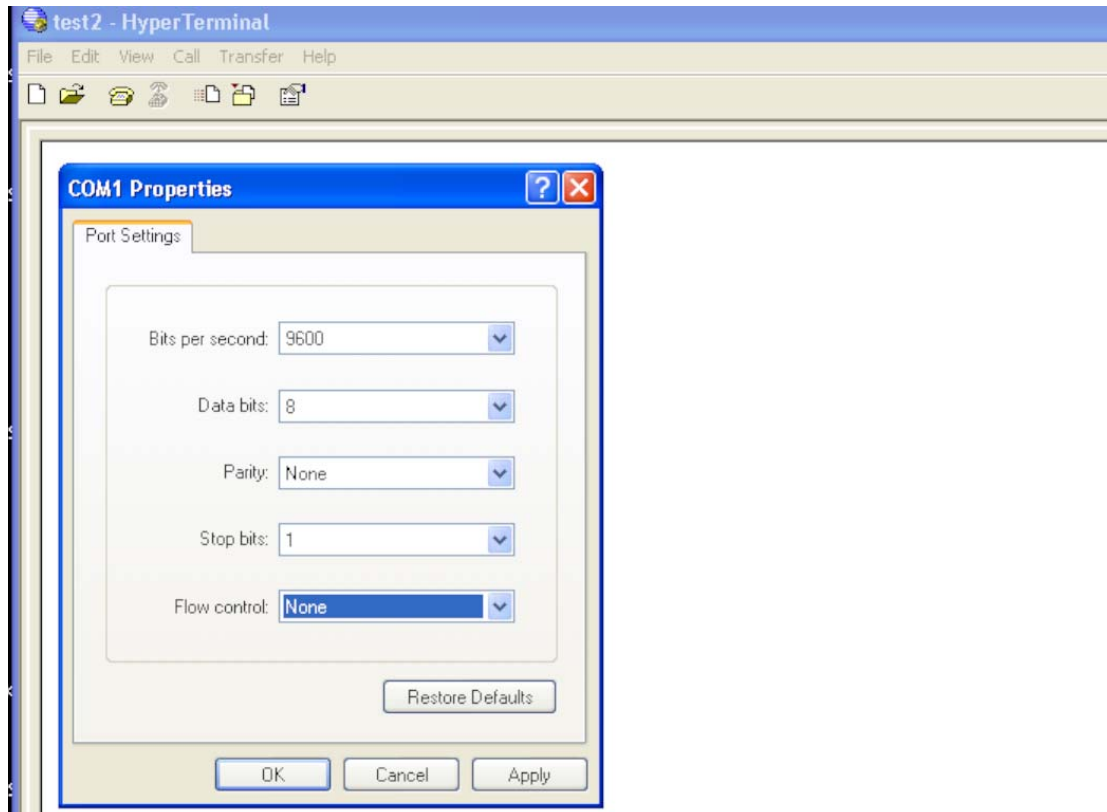 test2 - HyperTerminal
File Edit View Call Transfer Help
COM1 Properties
Port Settings
Bits per second: 9600
Data bits: 8
Parity: None
Stop bits: 1
Flow control: None
Restore Defaults
OK Cancel Apply